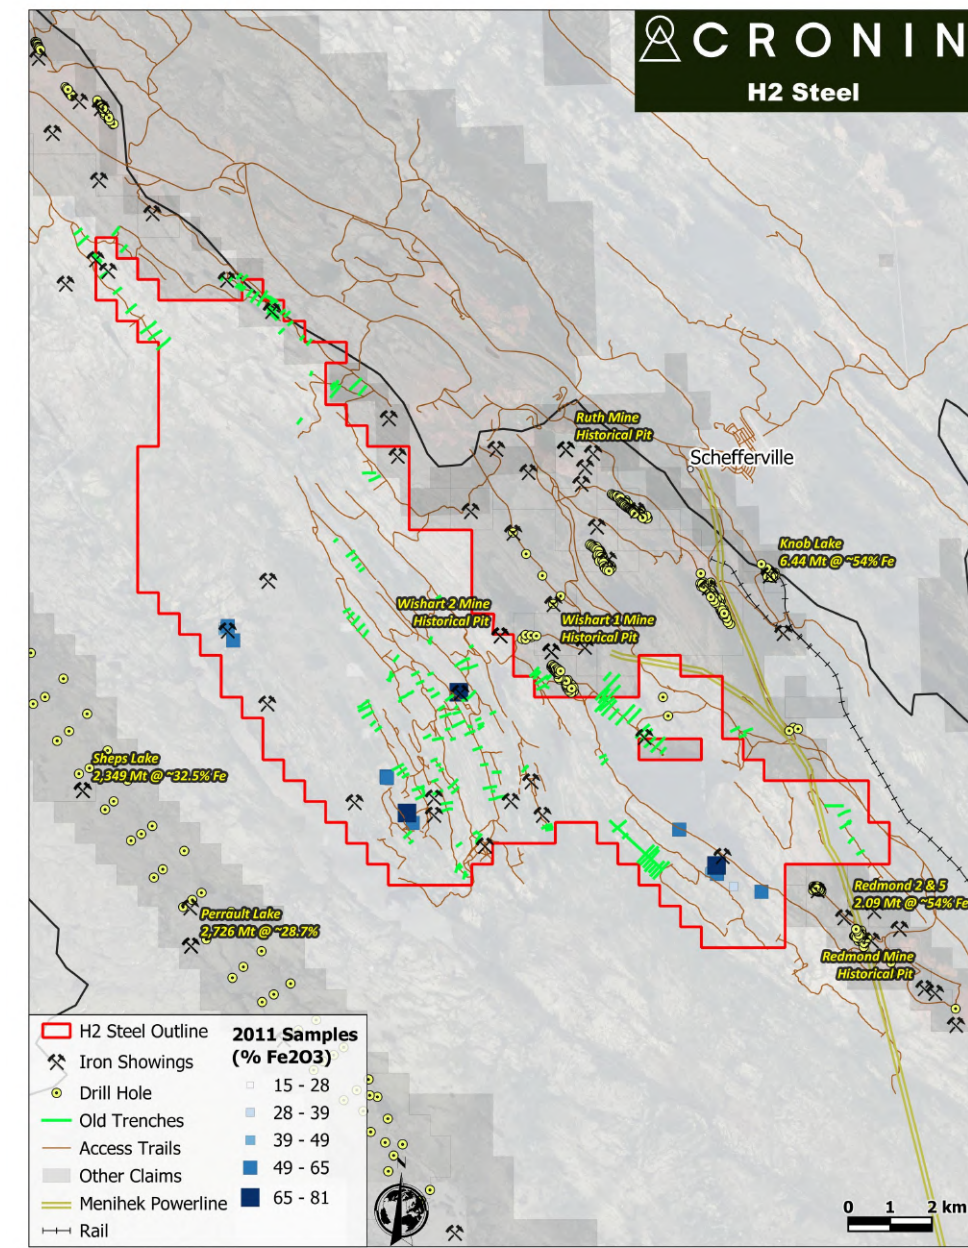 CRONIN
H2 Steel
Ruth Mine
Historical Pit
Schefferville
Knob Lake
6.44 Mt @ ~54% Fe
Wishart 2 Mine
Historical Pit
Wishart 1 Mine
Historical Pit
Sheps Lake
2,349 Mt @ ~32.5% Fe
Redmond 2 & 5
2.09 Mt @ ~54% Fe
Perrault Lake
2,726 Mt @ ~28.7%
Redmond Mine
Historical Pit
H2 Steel Outline
Iron Showings
Drill Hole
Old Trenches
Access Trails
Other Claims
Menihek Powerline
Rail
2011 Samples
(% Fe2O3)
15 - 28
28 - 39
39 - 49
49 - 65
65 - 81
0 1 2 km